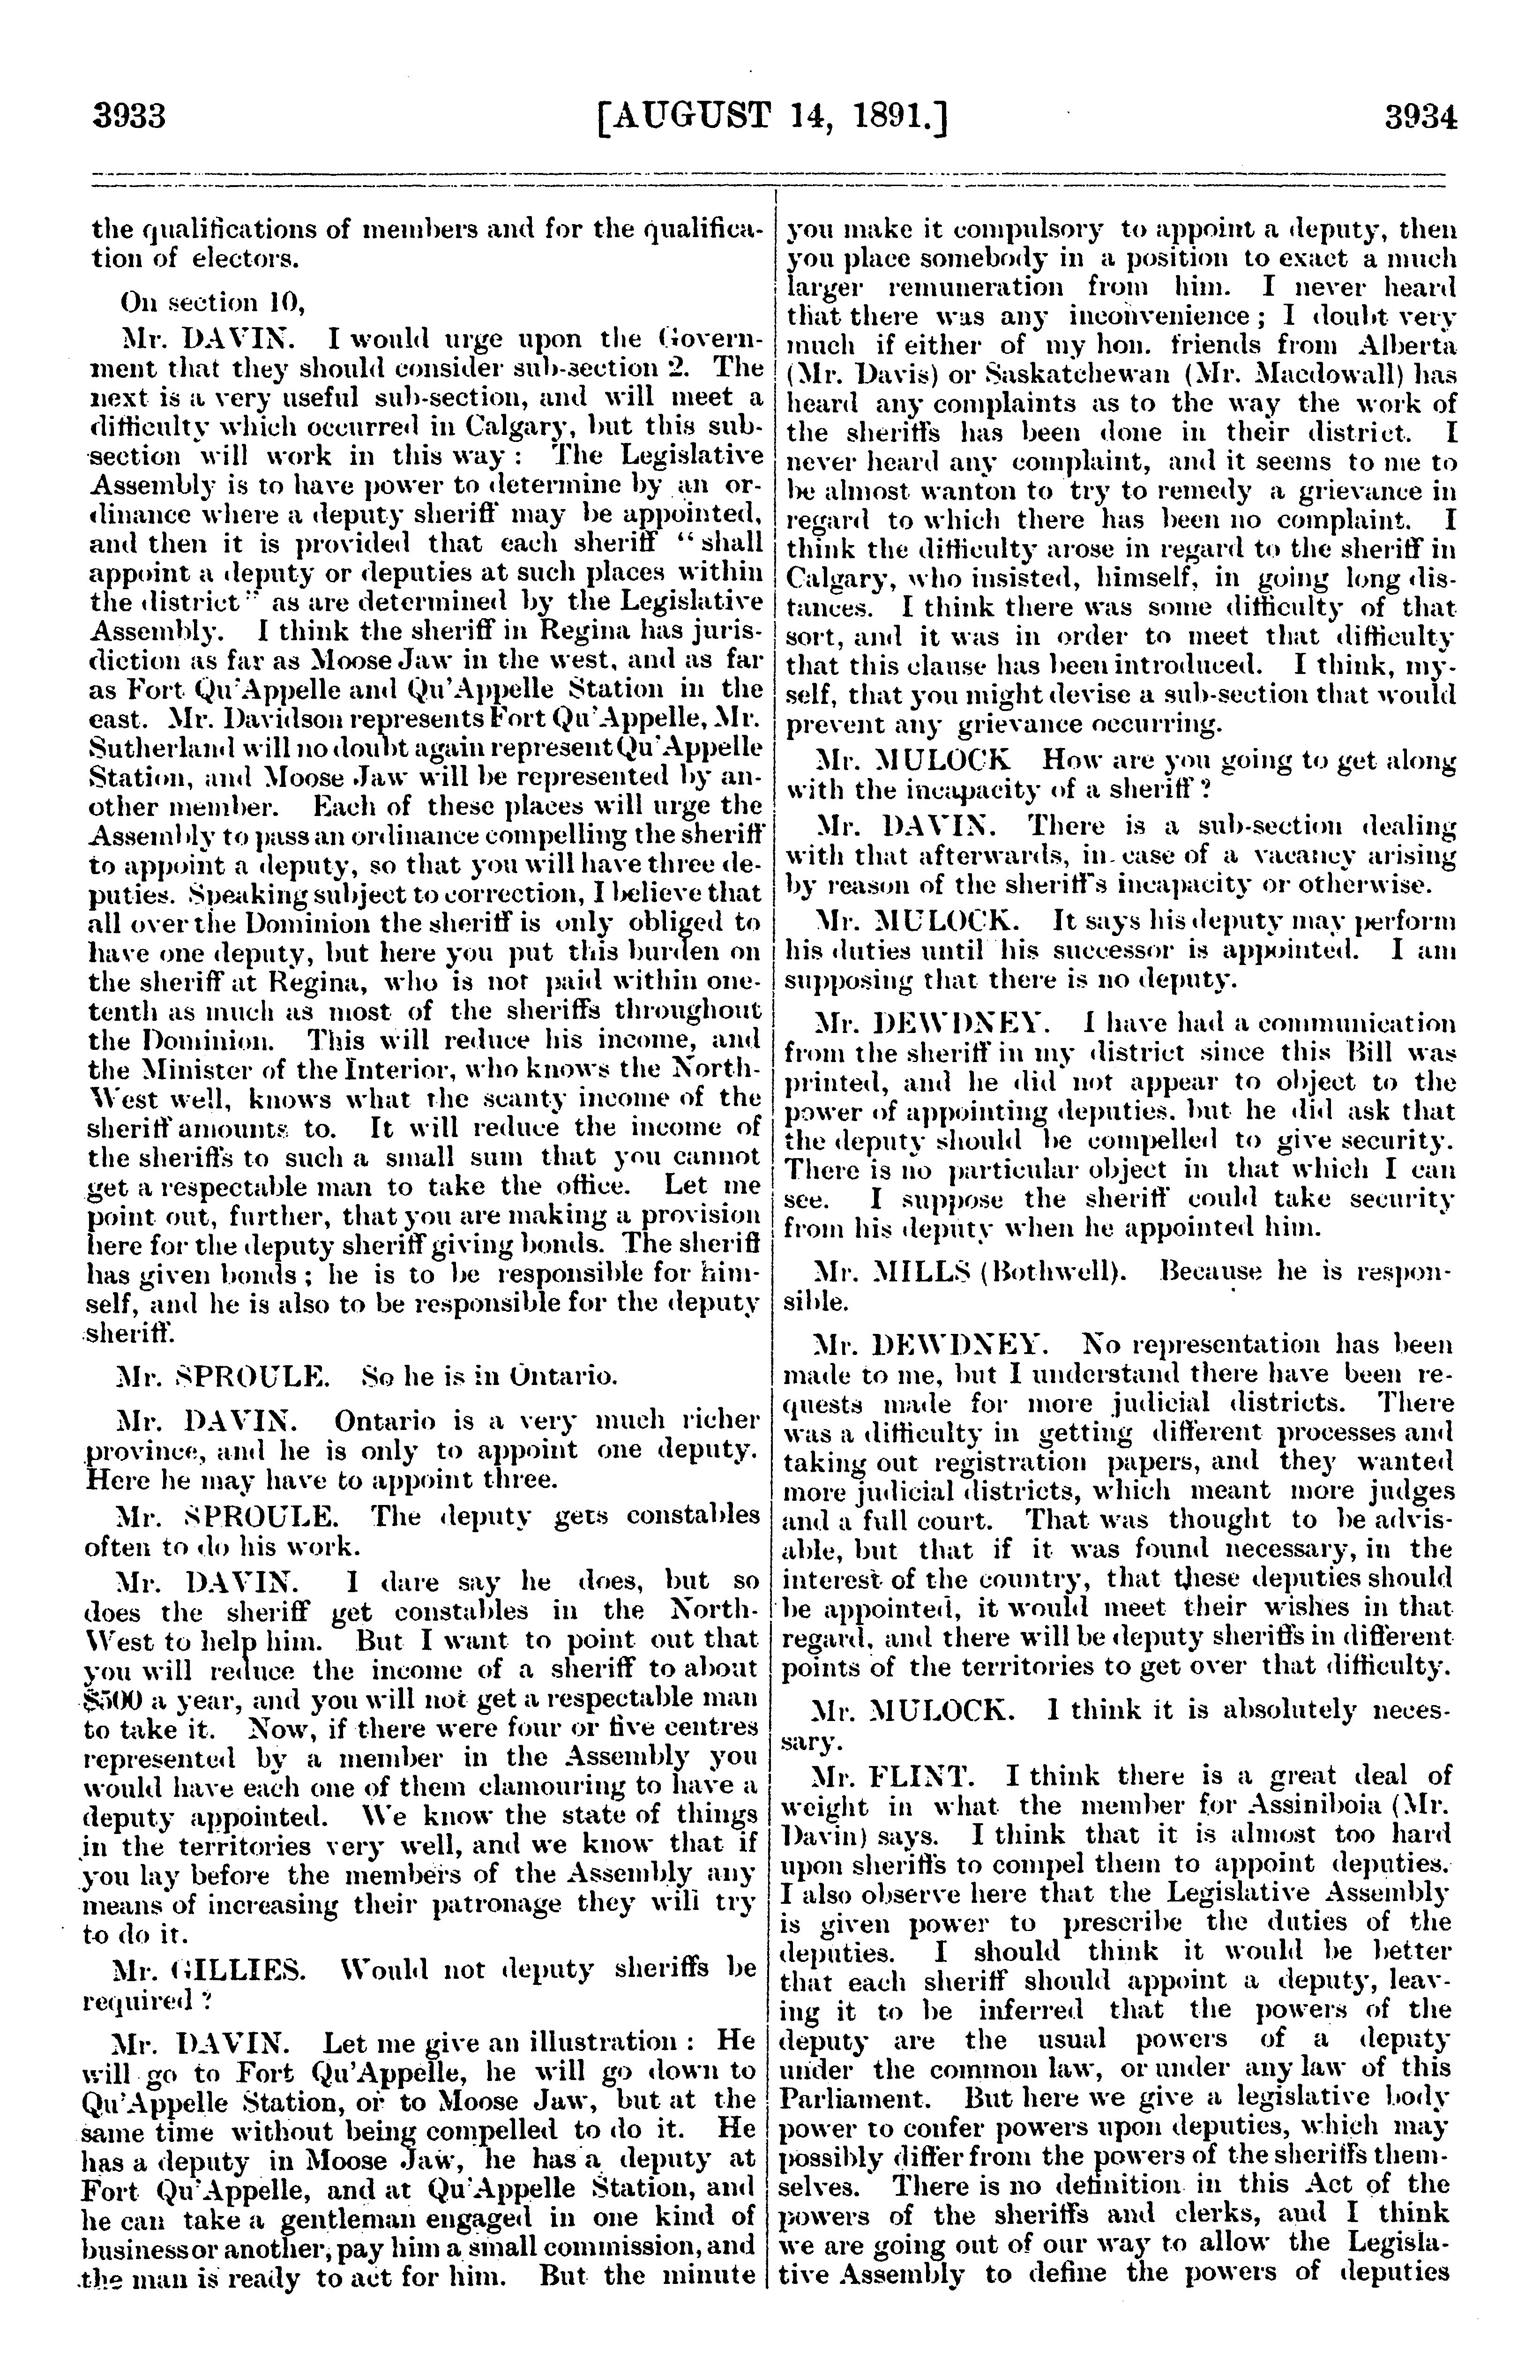 3933
[AUGUST 14, 1891.]
3934
the qualifications of members and for the qualifica-
tion of electors.
On section 10,
Mr. DAVIN. I would urge upon the Govern-
ment that they should consider sub-section 2. The
next is a very useful sub-section, and will meet a
difficulty which occurred in Calgary, but this sub-
section will work in this way : The Legislative
Assembly is to have power to determine by an or-
dinance where a deputy sheriff may be appointed,
and then it is provided that each sheriff "shall
appoint a deputy or deputies at such places within
the district" as are determined by the Legislative
Assembly. I think the sheriff in Regina has juris-
diction as far as Moose Jaw in the west, and as far
as Fort Qu'Appelle and Qu'Appelle Station in the
east. Mr. Davidson represents Fort Qu'Appelle, Mr.
Sutherland will no doubt again represent Qu'Appelle
Station, and Moose Jaw will be represented by an-
other member. Each of these places will urge the
Assembly to pass an ordinance compelling the sheriff
to appoint a deputy, so that you will have three de-
puties. Speaking subject to correction, I believe that
all over the Dominion the sheriff is only obliged to
have one deputy, but here you put this burden on
the sheriff at Regina, who is not paid within one-
tenth as much as most of the sheriffs throughout
the Dominion. This will reduce his income, and
the Minister of the Interior, who knows the North-
West well, knows what the scanty income of the
sheriff amounts to. It will reduce the income of
the sheriffs to such a small sum that you cannot
get a respectable man to take the office. Let me
point out, further, that you are making a provision
here for the deputy sheriff giving bonds. The sheriff
has given bonds ; he is to be responsible for him-
self, and he is also to be responsible for the deputy
sheriff.
Mr. SPROULE. So he is in Ontario.
Mr. DAVIN. Ontario is a very much richer
province, and he is only to appoint one deputy.
Here he may have to appoint three.
Mr. SPROULE. The deputy gets constables
often to do his work.
Mr. DAVIN. I dare say he does, but so
does the sheriff get constables in the North-
West to help him. But I want to point out that
you will reduce the income of a sheriff to about
$500 a year, and you will not get a respectable man
to take it. Now, if there were four or five centres
represented by a member in the Assembly you
would have each one of them clamouring to have a
deputy appointed. We know the state of things
in the territories very well, and we know that if
you lay before the members of the Assembly any
means of increasing their patronage they will try
to do it.
Mr. GILLIES. Would not deputy sheriffs be
required ?
Mr. DAVIN. Let me give an illustration : He
will go to Fort Qu'Appelle, he will go down to
Qu'Appelle Station, or to Moose Jaw, but at the
same time without being compelled to do it. He
has a deputy in Moose Jaw, he has a deputy at
Fort Qu'Appelle, and at Qu'Appelle Station, and
he can take a gentleman engaged in one kind of
business or another, pay him a small commission, and
the man is ready to act for him. But the minute
you make it compulsory to appoint a deputy, then
you place somebody in a position to exact a much
larger remuneration from him. I never heard
that there was any inconvenience ; I doubt very
much if either of my hon. friends from Alberta
(Mr. Davis) or Saskatchewan (Mr. Macdowall) has
heard any complaints as to the way the work of
the sheriffs has been done in their district. I
never heard any complaint, and it seems to me to
be almost wanton to try to remedy a grievance in
regard to which there has been no complaint. I
think the difficulty arose in regard to the sheriff in
Calgary, who insisted, himself, in going long dis-
tances. I think there was some difficulty of that
sort, and it was in order to meet that difficulty
that this clause has been introduced. I think, my-
self, that you might devise a sub-section that would
prevent any grievance occurring.
Mr. MULOCK How are you going to get along
with the incapacity of a sheriff ?
Mr. DAVIN. There is a sub-section dealing
with that afterwards, in case of a vacancy arising
by reason of the sheriff's incapacity or otherwise.
Mr. MULOCK. It says his deputy may perform
his duties until his successor is appointed. I am
supposing that there is no deputy.
Mr. DEWDNEY. I have had a communication
from the sheriff in my district since this Bill was
printed, and he did not appear to object to the
power of appointing deputies, but he did ask that
the deputy should be compelled to give security.
There is no particular object in that which I can
see. I suppose the sheriff could take security
from his deputy when he appointed him.
Mr. MILLS (Bothwell). Because he is respon-
sible.
Mr. DEWDNEY. No representation has been
made to me, but I understand there have been re-
quests made for more judicial districts. There
was a difficulty in getting different processes and
taking out registration papers, and they wanted
more judicial districts, which meant more judges
and a full court. That was thought to be advis-
able, but that if it was found necessary, in the
interest of the country, that these deputies should
be appointed, it would meet their wishes in that
regard, and there will be deputy sheriffs in different
points of the territories to get over that difficulty.
Mr. MULOCK. I think it is absolutely neces-
sary.
Mr. FLINT. I think there is a great deal of
weight in what the member for Assiniboia (Mr.
Davin) says. I think that it is almost too hard
upon sheriffs to compel them to appoint deputies.
I also observe here that the Legislative Assembly
is given power to prescribe the duties of the
deputies. I should think it would be better
that each sheriff should appoint a deputy, leav-
ing it to be inferred that the powers of the
deputy are the usual powers of a deputy
under the common law, or under any law of this
Parliament. But here we give a legislative body
power to confer powers upon deputies, which may
possibly differ from the powers of the sheriffs them-
selves. There is no definition in this Act of the
powers of the sheriffs and clerks, and I think
we are going out of our way to allow the Legisla-
tive Assembly to define the powers of deputies